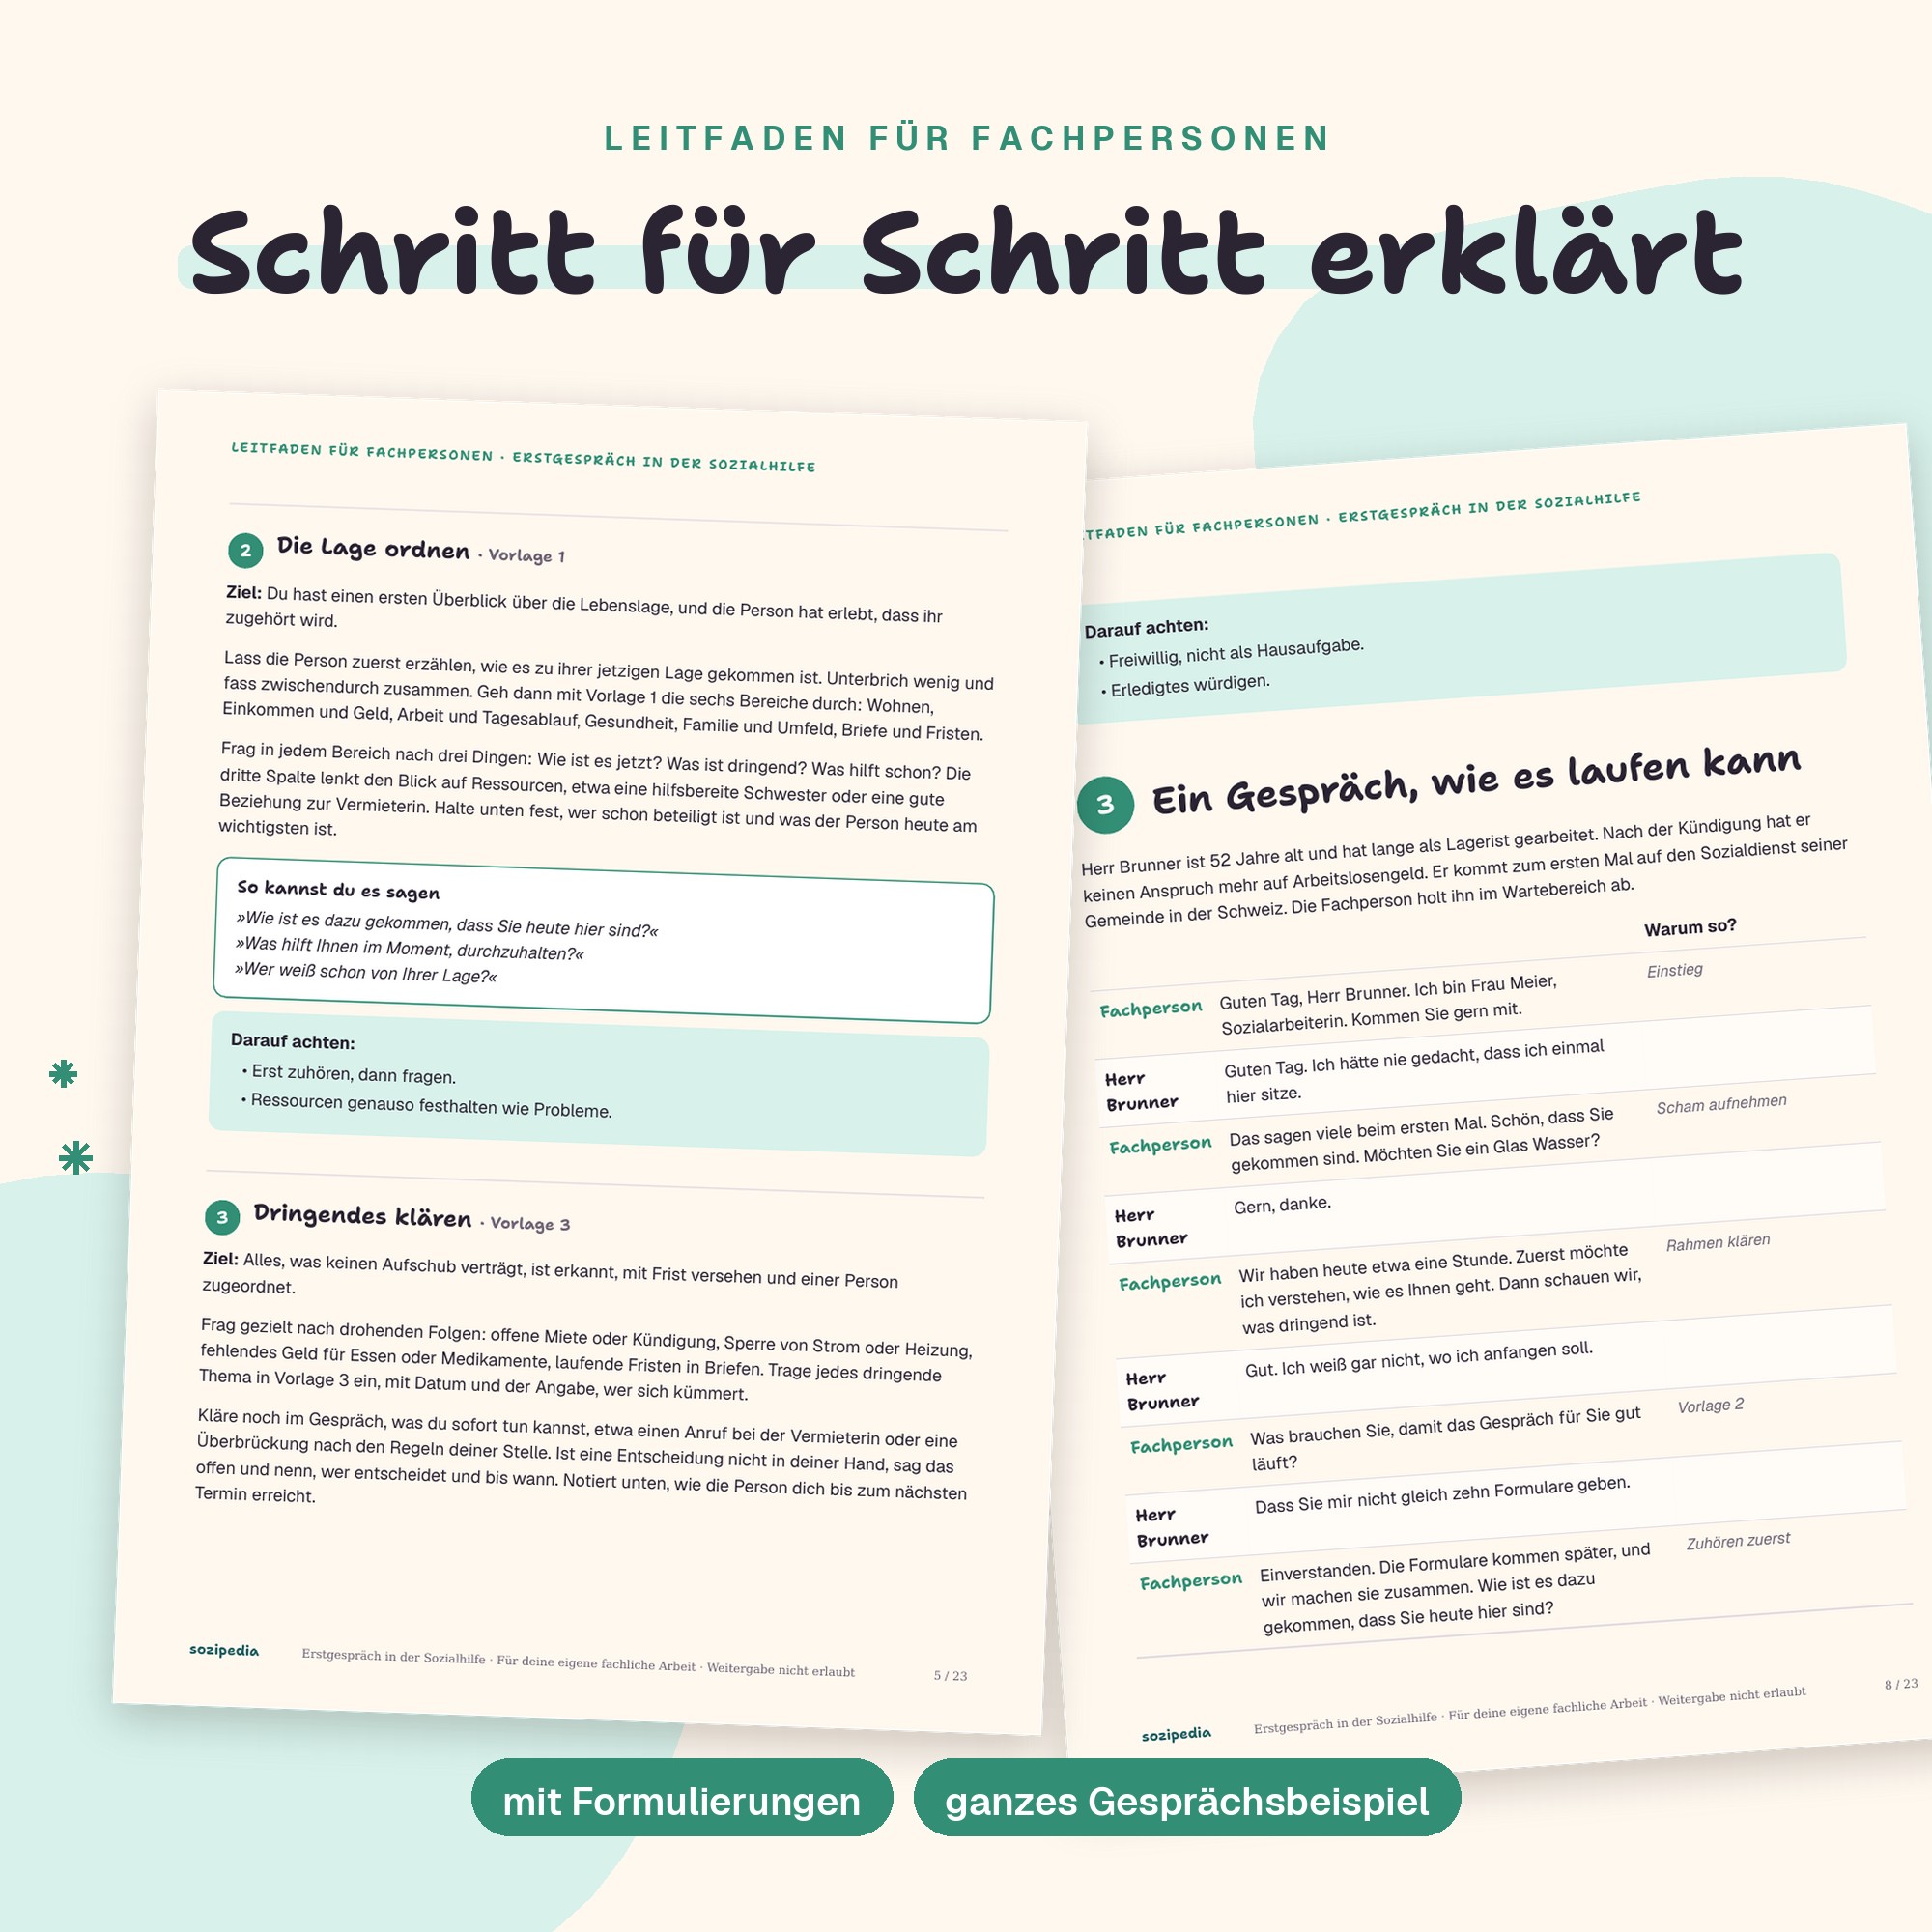 LEITFADEN FÜR FACHPERSONEN
Schritt für Schritt erklärt
LEITFADEN FÜR FACHPERSONEN · ERSTGESPRÄCH IN DER SOZIALHILFE
2 Die Lage ordnen · Vorlage 1
Ziel: Du hast einen ersten Überblick über die Lebenslage, und die Person hat erlebt, dass ihr
zugehört wird.
Lass die Person zuerst erzählen, wie es zu ihrer jetzigen Lage gekommen ist. Unterbrich wenig und
fass zwischendurch zusammen. Geh dann mit Vorlage 1 die sechs Bereiche durch: Wohnen,
Einkommen und Geld, Arbeit und Tagesablauf, Gesundheit, Familie und Umfeld, Briefe und Fristen.
Frag in jedem Bereich nach drei Dingen: Wie ist es jetzt? Was ist dringend? Was hilft schon? Die
dritte Spalte lenkt den Blick auf Ressourcen, etwa eine hilfsbereite Schwester oder eine gute
Beziehung zur Vermieterin. Halte unten fest, wer schon beteiligt ist und was der Person heute am
wichtigsten ist.
So kannst du es sagen
»Wie ist es dazu gekommen, dass Sie heute hier sind?«
»Was hilft Ihnen im Moment, durchzuhalten?«
»Wer weiß schon von Ihrer Lage?«
Darauf achten:
• Erst zuhören, dann fragen.
• Ressourcen genauso festhalten wie Probleme.
3 Dringendes klären · Vorlage 3
Ziel: Alles, was keinen Aufschub verträgt, ist erkannt, mit Frist versehen und einer Person
zugeordnet.
Frag gezielt nach drohenden Folgen: offene Miete oder Kündigung, Sperre von Strom oder Heizung,
fehlendes Geld für Essen oder Medikamente, laufende Fristen in Briefen. Trage jedes dringende
Thema in Vorlage 3 ein, mit Datum und der Angabe, wer sich kümmert.
Kläre noch im Gespräch, was du sofort tun kannst, etwa einen Anruf bei der Vermieterin oder eine
Überbrückung nach den Regeln deiner Stelle. Ist eine Entscheidung nicht in deiner Hand, sag das
offen und nenn, wer entscheidet und bis wann. Notiert unten, wie die Person dich bis zum nächsten
Termin erreicht.
sozipedia Erstgespräch in der Sozialhilfe · Für deine eigene fachliche Arbeit · Weitergabe nicht erlaubt 5 / 23
TFADEN FÜR FACHPERSONEN · ERSTGESPRÄCH IN DER SOZIALHILFE
Darauf achten:
• Freiwillig, nicht als Hausaufgabe.
• Erledigtes würdigen.
3 Ein Gespräch, wie es laufen kann
Herr Brunner ist 52 Jahre alt und hat lange als Lagerist gearbeitet. Nach der Kündigung hat er
keinen Anspruch mehr auf Arbeitslosengeld. Er kommt zum ersten Mal auf den Sozialdienst seiner
Gemeinde in der Schweiz. Die Fachperson holt ihn im Wartebereich ab.
Warum so?
Fachperson Guten Tag, Herr Brunner. Ich bin Frau Meier, Einstieg
Sozialarbeiterin. Kommen Sie gern mit.
Herr Guten Tag. Ich hätte nie gedacht, dass ich einmal
Brunner hier sitze.
Fachperson Das sagen viele beim ersten Mal. Schön, dass Sie Scham aufnehmen
gekommen sind. Möchten Sie ein Glas Wasser?
Herr Gern, danke.
Brunner
Fachperson Wir haben heute etwa eine Stunde. Zuerst möchte Rahmen klären
ich verstehen, wie es Ihnen geht. Dann schauen wir,
was dringend ist.
Herr Gut. Ich weiß gar nicht, wo ich anfangen soll.
Brunner
Fachperson Was brauchen Sie, damit das Gespräch für Sie gut Vorlage 2
läuft?
Herr Dass Sie mir nicht gleich zehn Formulare geben.
Brunner
Fachperson Einverstanden. Die Formulare kommen später, und Zuhören zuerst
wir machen sie zusammen. Wie ist es dazu
gekommen, dass Sie heute hier sind?
sozipedia Erstgespräch in der Sozialhilfe · Für deine eigene fachliche Arbeit · Weitergabe nicht erlaubt 8 / 23
mit Formulierungen
ganzes Gesprächsbeispiel